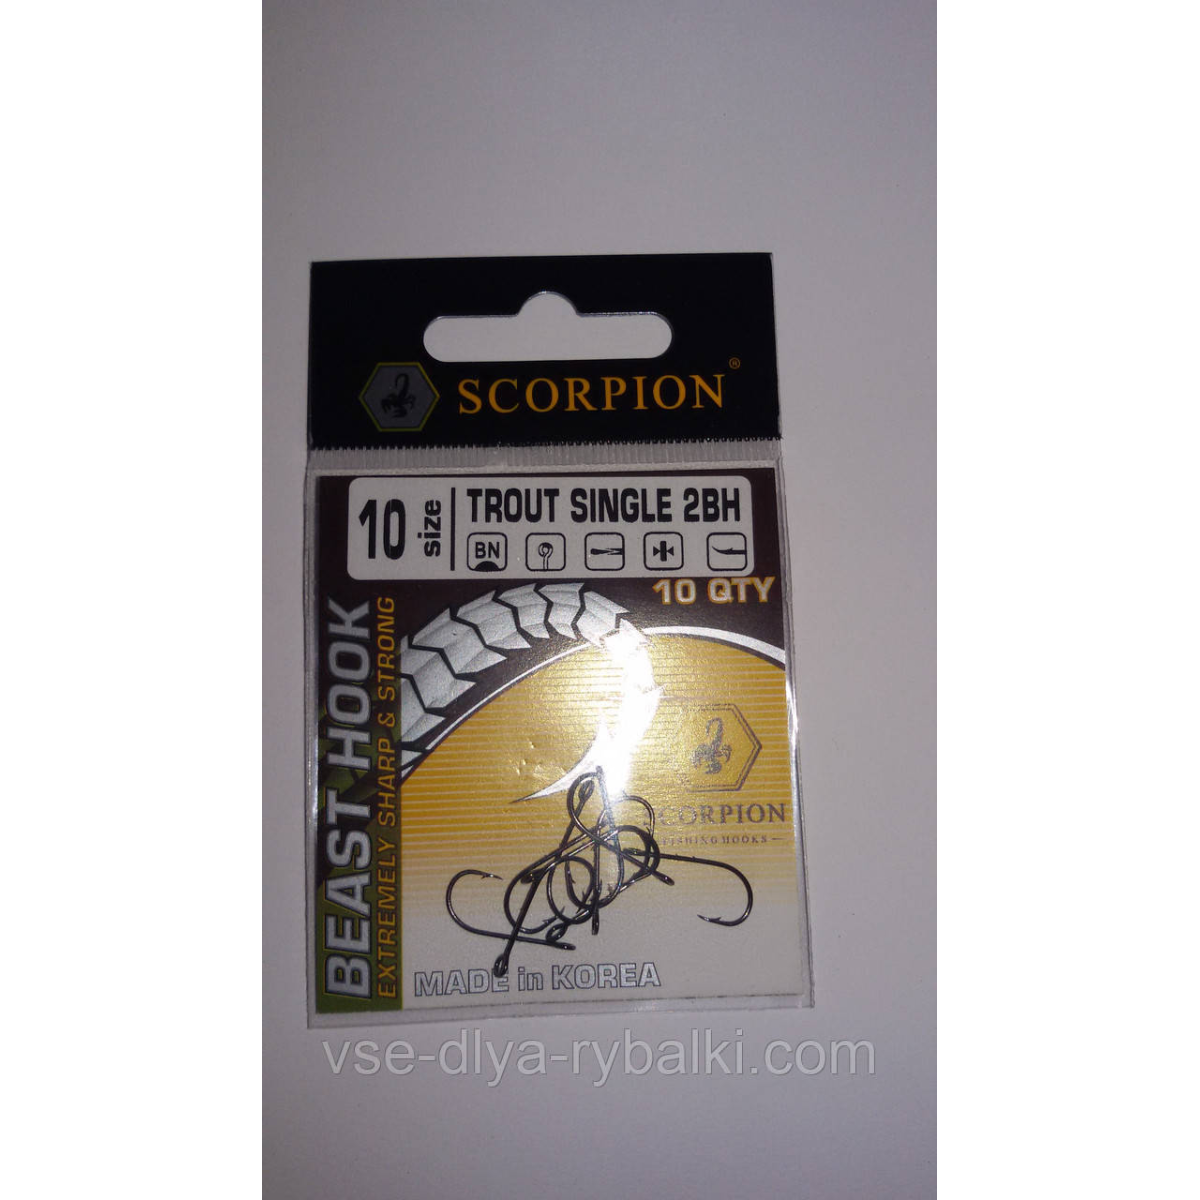 SCORPION®
10 size
TROUT SINGLE 2BH
BN
10 QTY
BEAST HOOK
EXTREMELY SHARP & STRONG
SCORPION
FISHING HOOKS
MADE in KOREA
vse-dlya-rybalki.com